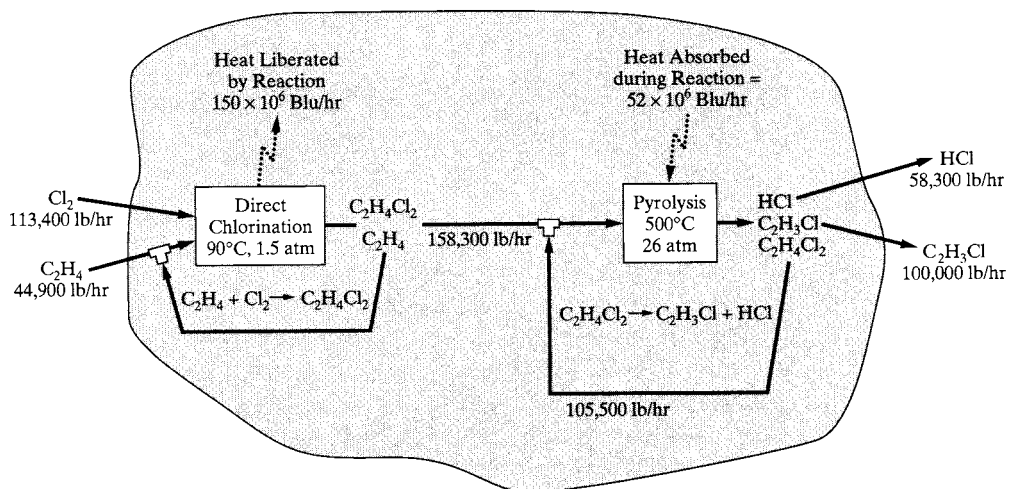 Heat Liberated
by Reaction
150 × 10⁶ Blu/hr
Heat Absorbed
during Reaction =
52 × 10⁶ Blu/hr
Cl₂
113,400 lb/hr
C₂H₄
44,900 lb/hr
Direct
Chlorination
90°C, 1.5 atm
C₂H₄Cl₂
C₂H₄
158,300 lb/hr
Pyrolysis
500°C
26 atm
HCl
C₂H₃Cl
C₂H₄Cl₂
HCl
58,300 lb/hr
C₂H₃Cl
100,000 lb/hr
C₂H₄ + Cl₂ → C₂H₄Cl₂
C₂H₄Cl₂ → C₂H₃Cl + HCl
105,500 lb/hr